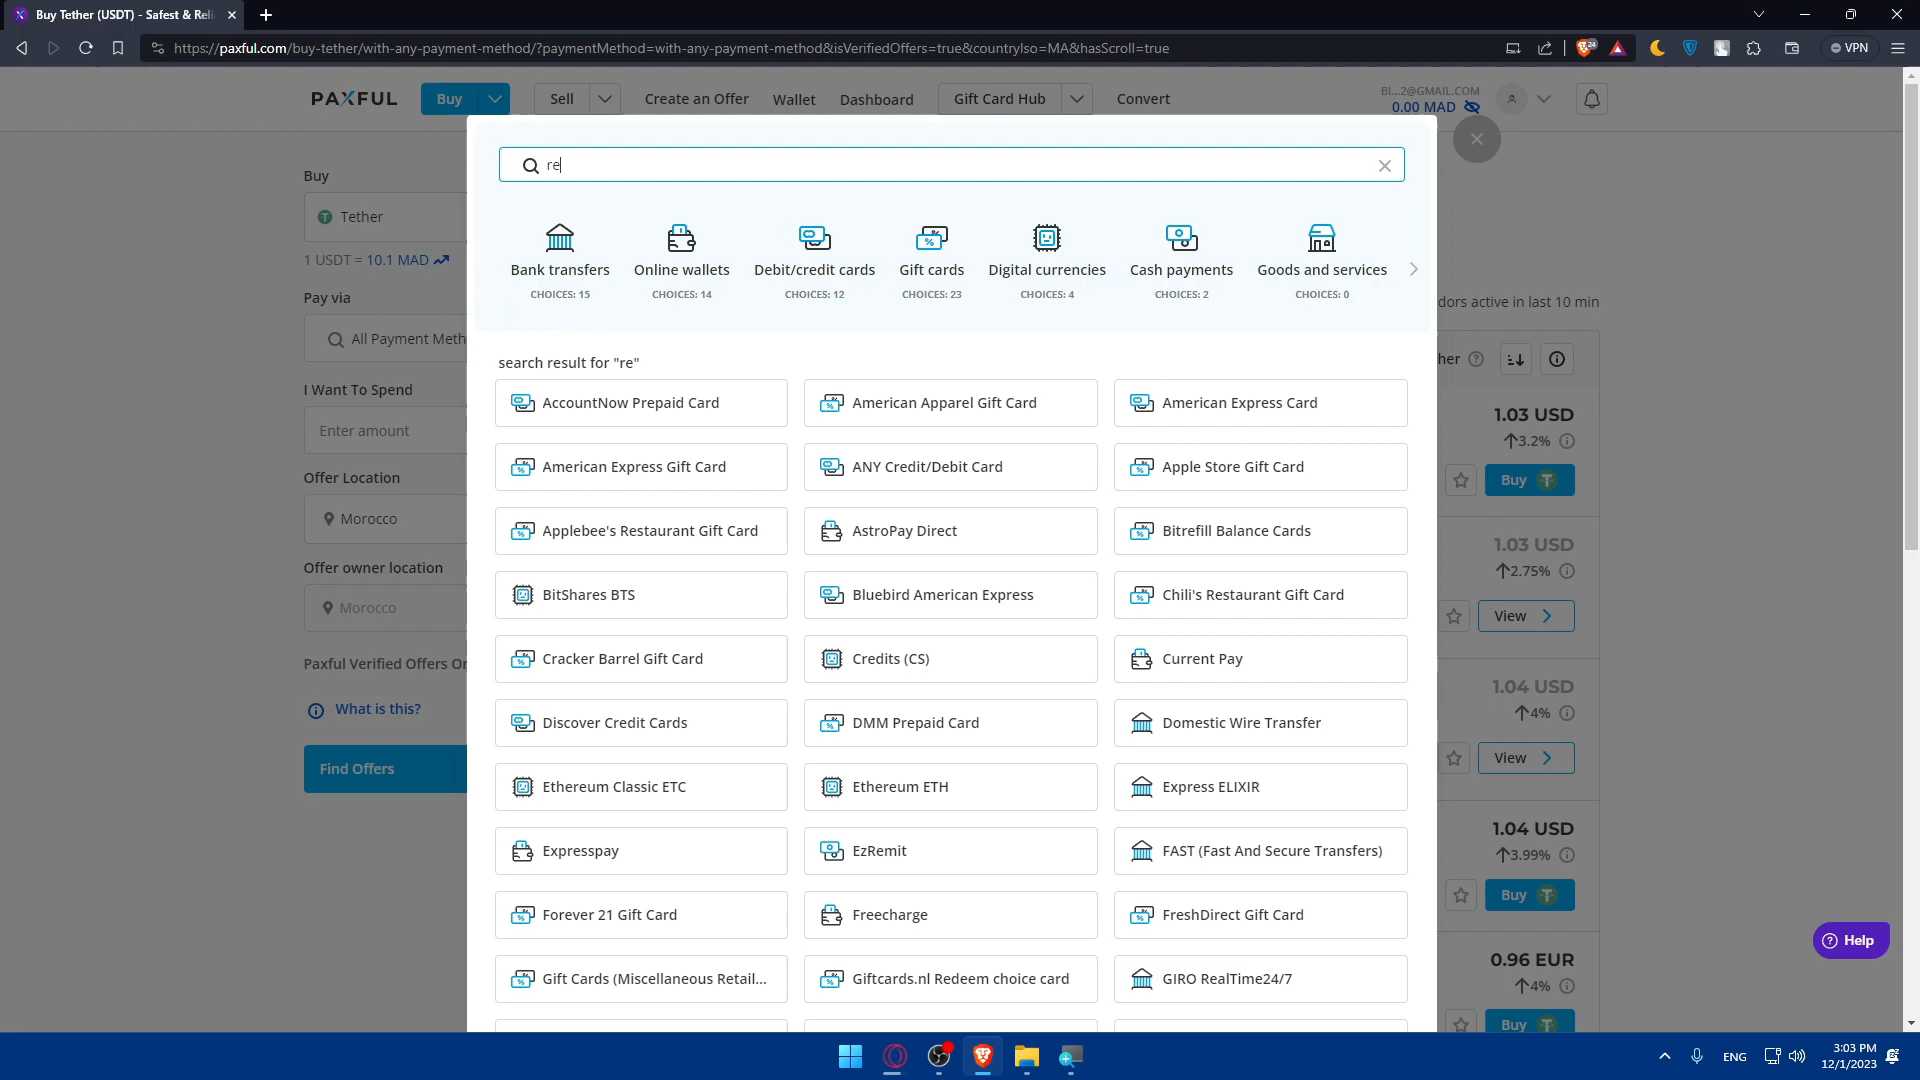 Buy Tether (USDT) - Safest & Reli
https://paxful.com/buy-tether/with-any-payment-method/?paymentMethod=with-any-payment-method&isVerifiedOffers=true&countryIso=MA&hasScroll=true
24
VPN
PAXFUL
Buy
Sell
Create an Offer
Wallet
Dashboard
Gift Card Hub
Convert
BI...2@GMAIL.COM
0.00 MAD
Buy
Tether
1 USDT = 10.1 MAD
Pay via
All Payment Meth
I Want To Spend
Enter amount
Offer Location
Morocco
Offer owner location
Morocco
Paxful Verified Offers On
What is this?
Find Offers
re
Bank transfers
CHOICES: 15
Online wallets
CHOICES: 14
Debit/credit cards
CHOICES: 12
Gift cards
CHOICES: 23
Digital currencies
CHOICES: 4
Cash payments
CHOICES: 2
Goods and services
CHOICES: 0
search result for "re"
AccountNow Prepaid Card
American Apparel Gift Card
American Express Card
American Express Gift Card
ANY Credit/Debit Card
Apple Store Gift Card
Applebee's Restaurant Gift Card
AstroPay Direct
Bitrefill Balance Cards
BitShares BTS
Bluebird American Express
Chili's Restaurant Gift Card
Cracker Barrel Gift Card
Credits (CS)
Current Pay
Discover Credit Cards
DMM Prepaid Card
Domestic Wire Transfer
Ethereum Classic ETC
Ethereum ETH
Express ELIXIR
Expresspay
EzRemit
FAST (Fast And Secure Transfers)
Forever 21 Gift Card
Freecharge
FreshDirect Gift Card
Gift Cards (Miscellaneous Retail...
Giftcards.nl Redeem choice card
GIRO RealTime24/7
dors active in last 10 min
her
1.03 USD
3.2%
Buy
1.03 USD
2.75%
View
1.04 USD
4%
View
1.04 USD
3.99%
Buy
0.96 EUR
4%
Buy
Help
ENG
3:03 PM
12/1/2023